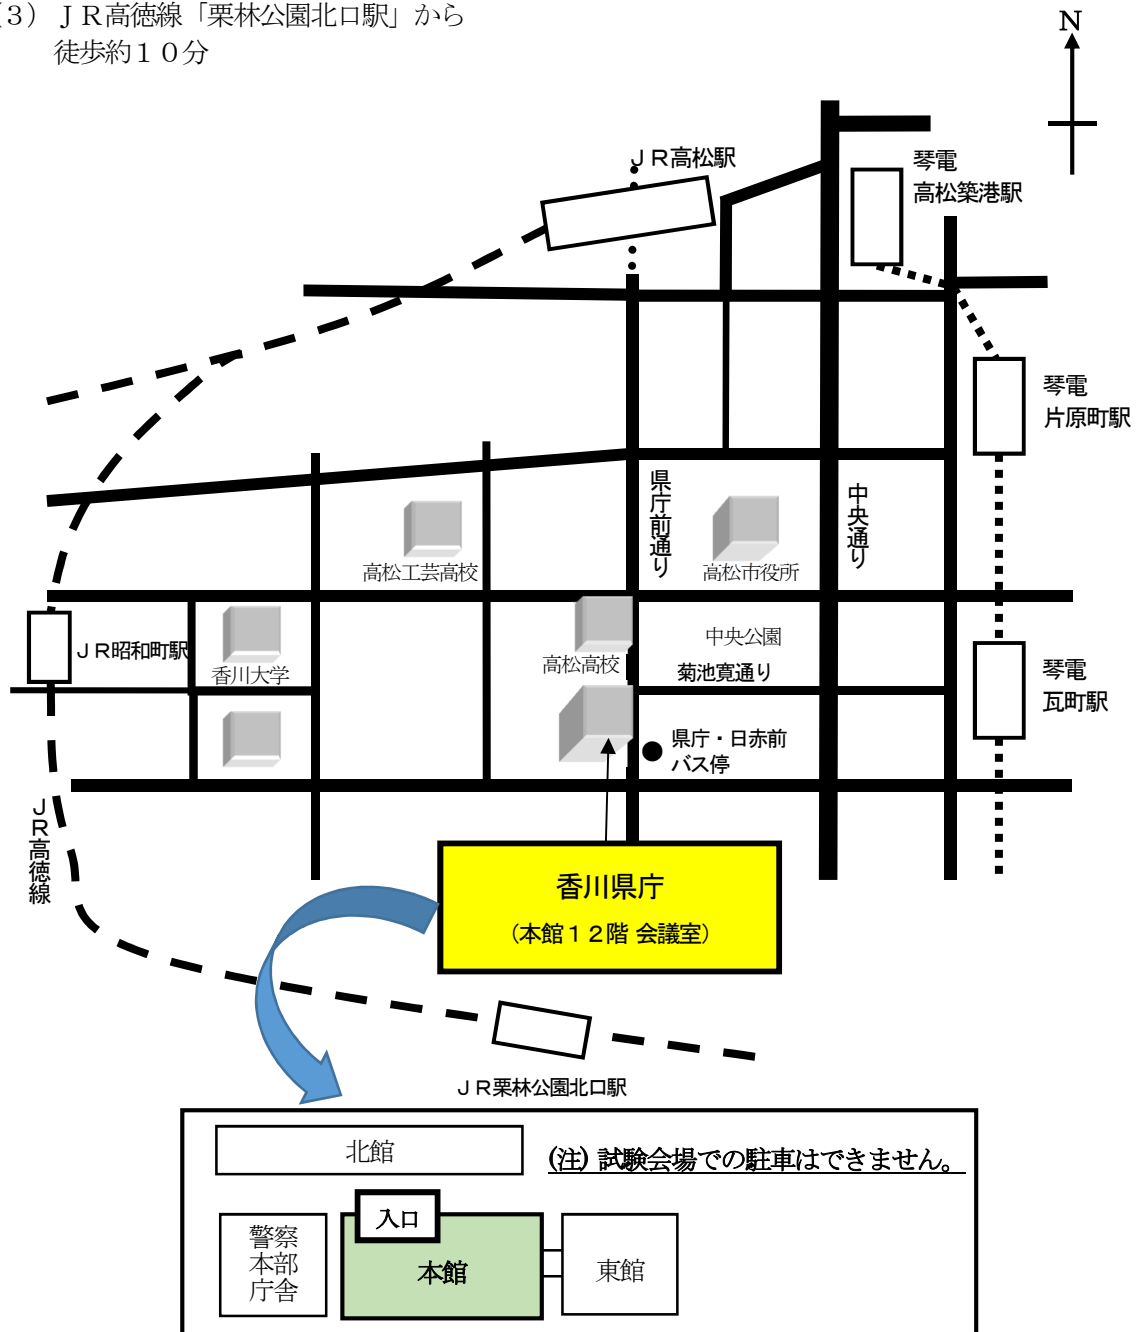 (3) ＪＲ高徳線「栗林公園北口駅」から
徒歩約１０分
N
ＪＲ高松駅
琴電
高松築港駅
琴電
片原町駅
県庁前通り
中央通り
高松工芸高校
高松市役所
ＪＲ昭和町駅
香川大学
高松高校
中央公園
菊池寛通り
琴電
瓦町駅
県庁・日赤前
バス停
ＪＲ高徳線
香川県庁
（本館１２階 会議室）
ＪＲ栗林公園北口駅
北館
(注) 試験会場での駐車はできません。
入口
警察
本部
庁舎
本館
東館